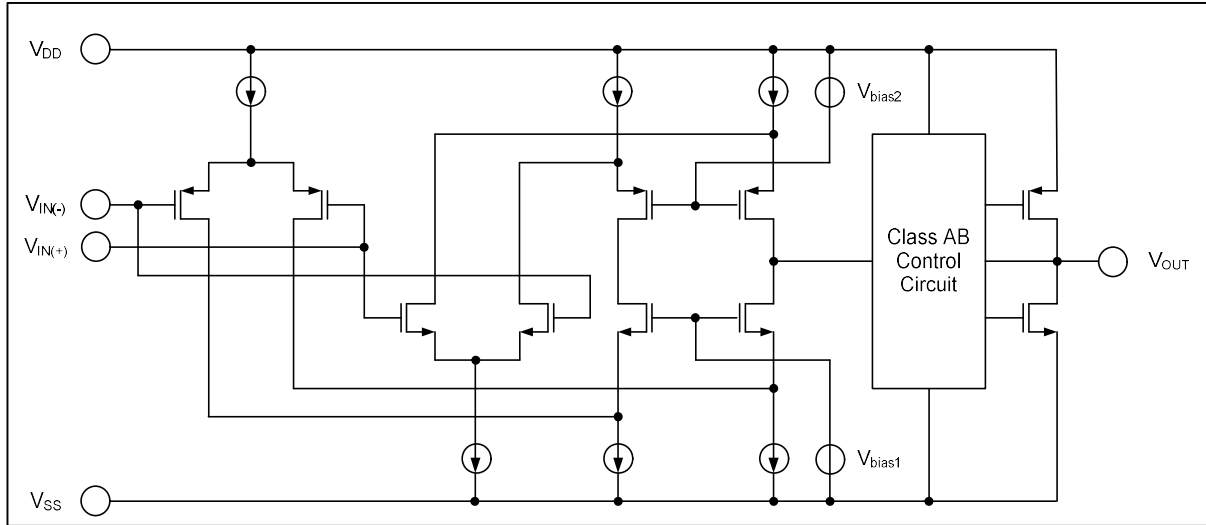 VDD
Vbias2
VIN(-)
VIN(+)
Class AB
Control
Circuit
VOUT
Vbias1
VSS